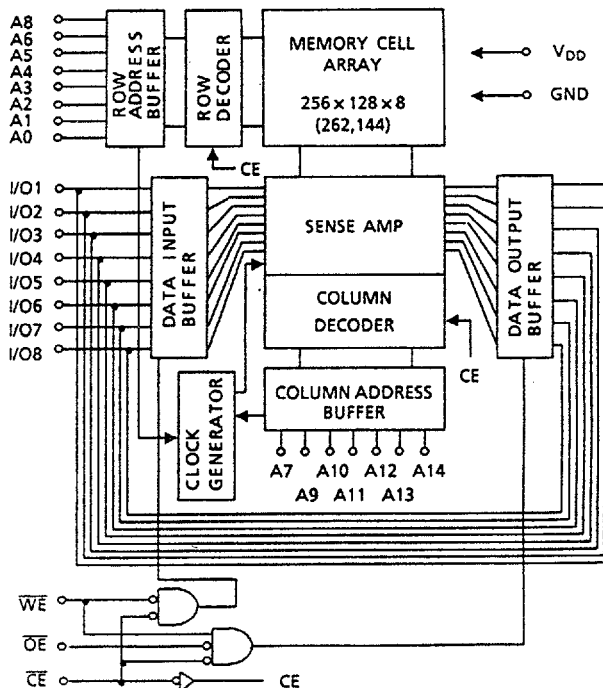 A8
A6
A5
A4
A3
A2
A1
A0
ROW ADDRESS BUFFER
ROW DECODER
MEMORY CELL
ARRAY
256 x 128 x 8
(262,144)
VDD
GND
CE
I/O1
I/O2
I/O3
I/O4
I/O5
I/O6
I/O7
I/O8
DATA INPUT
BUFFER
SENSE AMP
COLUMN
DECODER
DATA OUTPUT
BUFFER
CE
CLOCK
GENERATOR
COLUMN ADDRESS
BUFFER
A7 A10 A12 A14
A9 A11 A13
WE
OE
CE CE